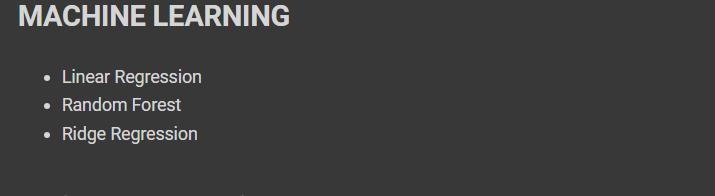 MACHINE LEARNING
• Linear Regression
• Random Forest
• Ridge Regression